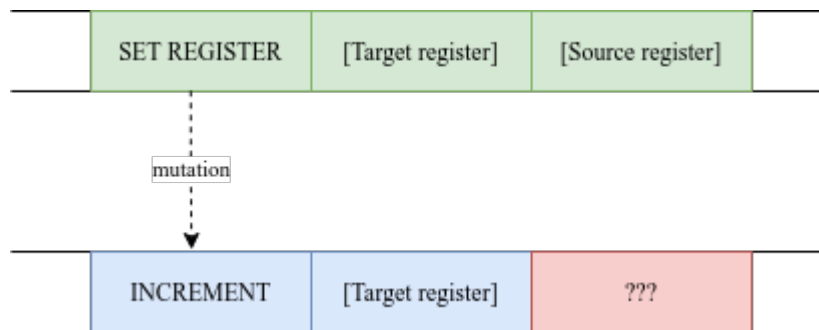 SET REGISTER [Target register] [Source register]
mutation
INCREMENT [Target register] ???